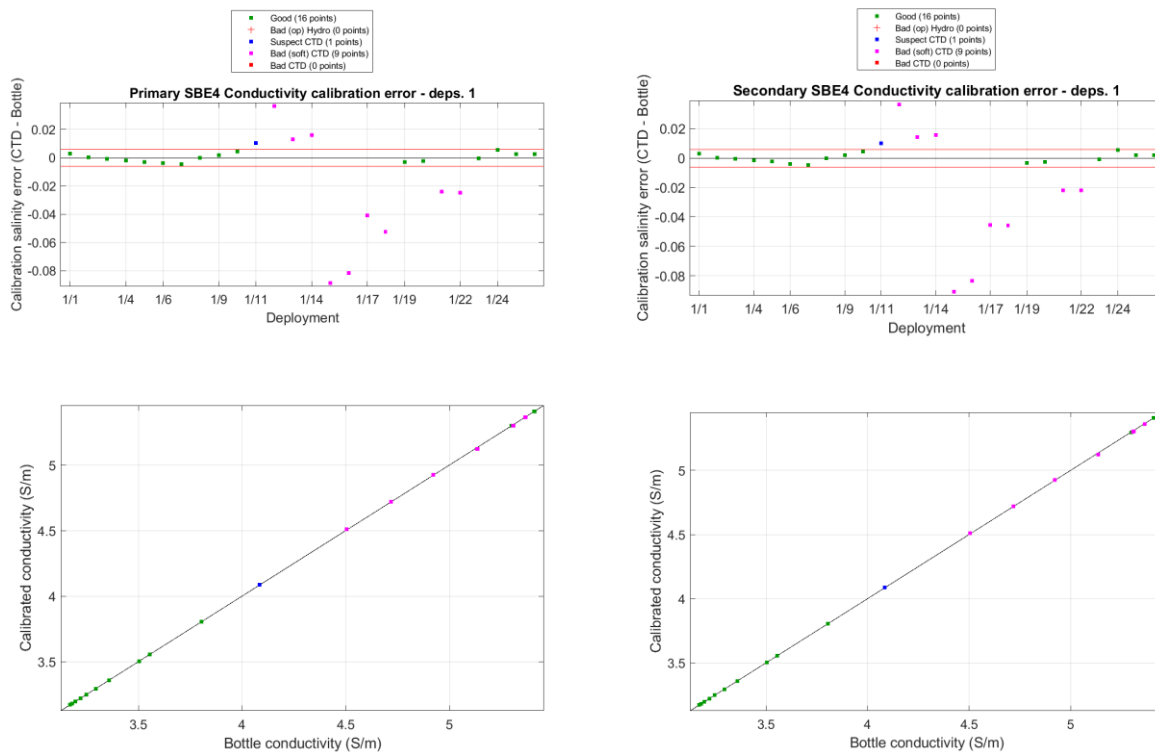 Good (16 points)
Bad (op) Hydro (0 points)
Suspect CTD (1 points)
Bad (soft) CTD (9 points)
Bad CTD (0 points)
Primary SBE4 Conductivity calibration error - deps. 1
Calibration salinity error (CTD - Bottle)
0.02
0
-0.02
-0.04
-0.06
-0.08
1/1 1/4 1/6 1/9 1/11 1/14 1/17 1/19 1/22 1/24
Deployment
Good (16 points)
Bad (op) Hydro (0 points)
Suspect CTD (1 points)
Bad (soft) CTD (9 points)
Bad CTD (0 points)
Secondary SBE4 Conductivity calibration error - deps. 1
Calibration salinity error (CTD - Bottle)
0.02
0
-0.02
-0.04
-0.06
-0.08
1/1 1/4 1/6 1/9 1/11 1/14 1/17 1/19 1/22 1/24
Deployment
Calibrated conductivity (S/m)
5
4.5
4
3.5
3.5 4 4.5 5
Bottle conductivity (S/m)
Calibrated conductivity (S/m)
5
4.5
4
3.5
3.5 4 4.5 5
Bottle conductivity (S/m)